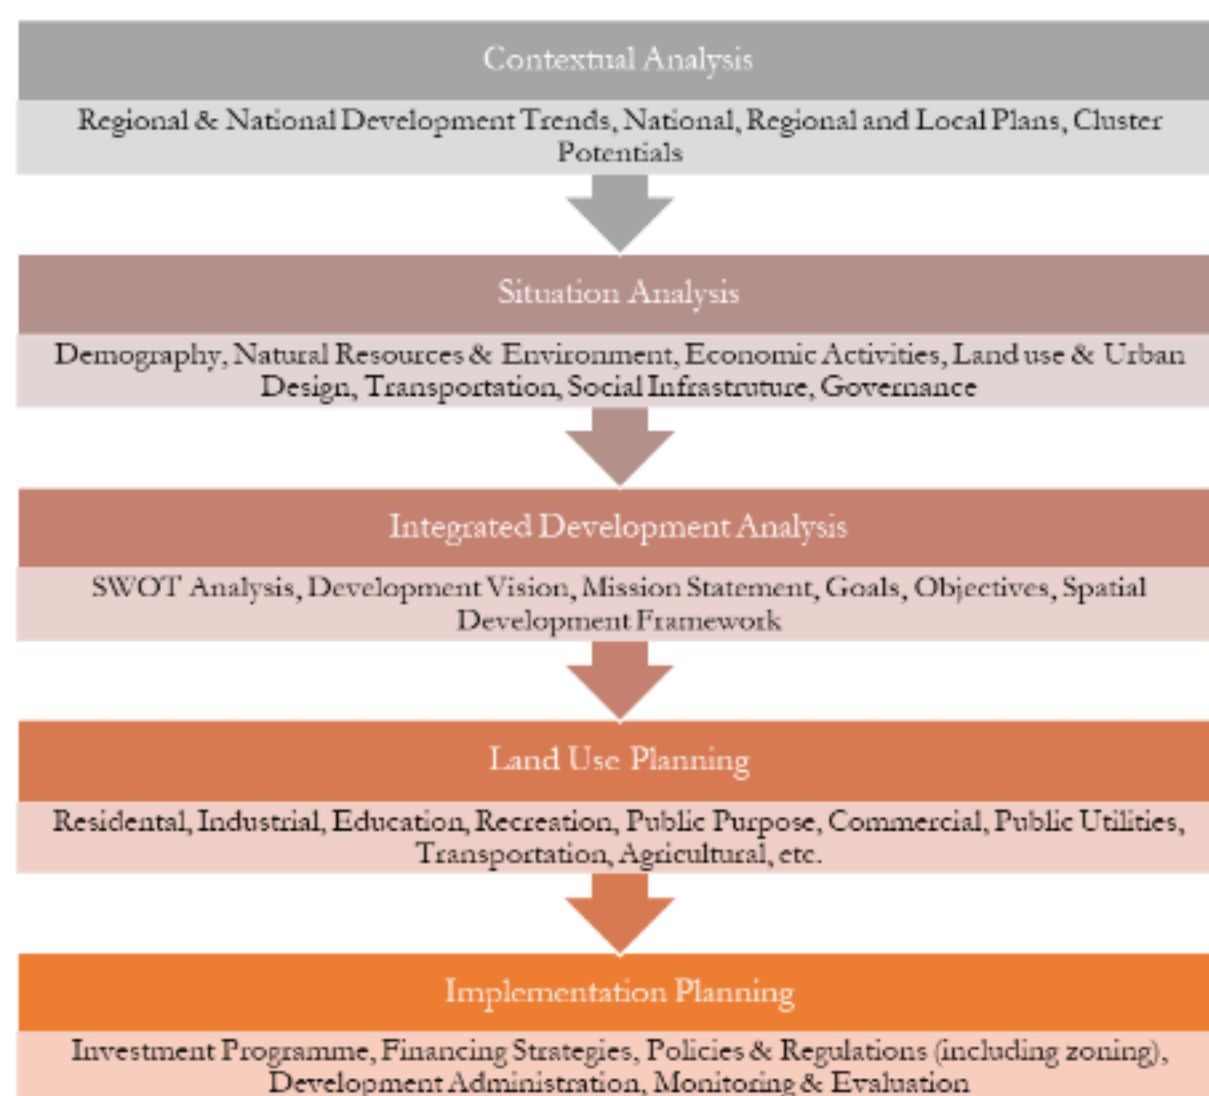 Contextual Analysis
Regional & National Development Trends, National, Regional and Local Plans, Cluster
Potentials
Situation Analysis
Demography, Natural Resources & Environment, Economic Activities, Land use & Urban
Design, Transportation, Social Infrastruture, Governance
Integrated Development Analysis
SWOT Analysis, Development Vision, Mission Statement, Goals, Objectives, Spatial
Development Framework
Land Use Planning
Residental, Industrial, Education, Recreation, Public Purpose, Commercial, Public Utilities,
Transportation, Agricultural, etc.
Implementation Planning
Investment Programme, Financing Strategies, Policies & Regulations (including zoning),
Development Administration, Monitoring & Evaluation